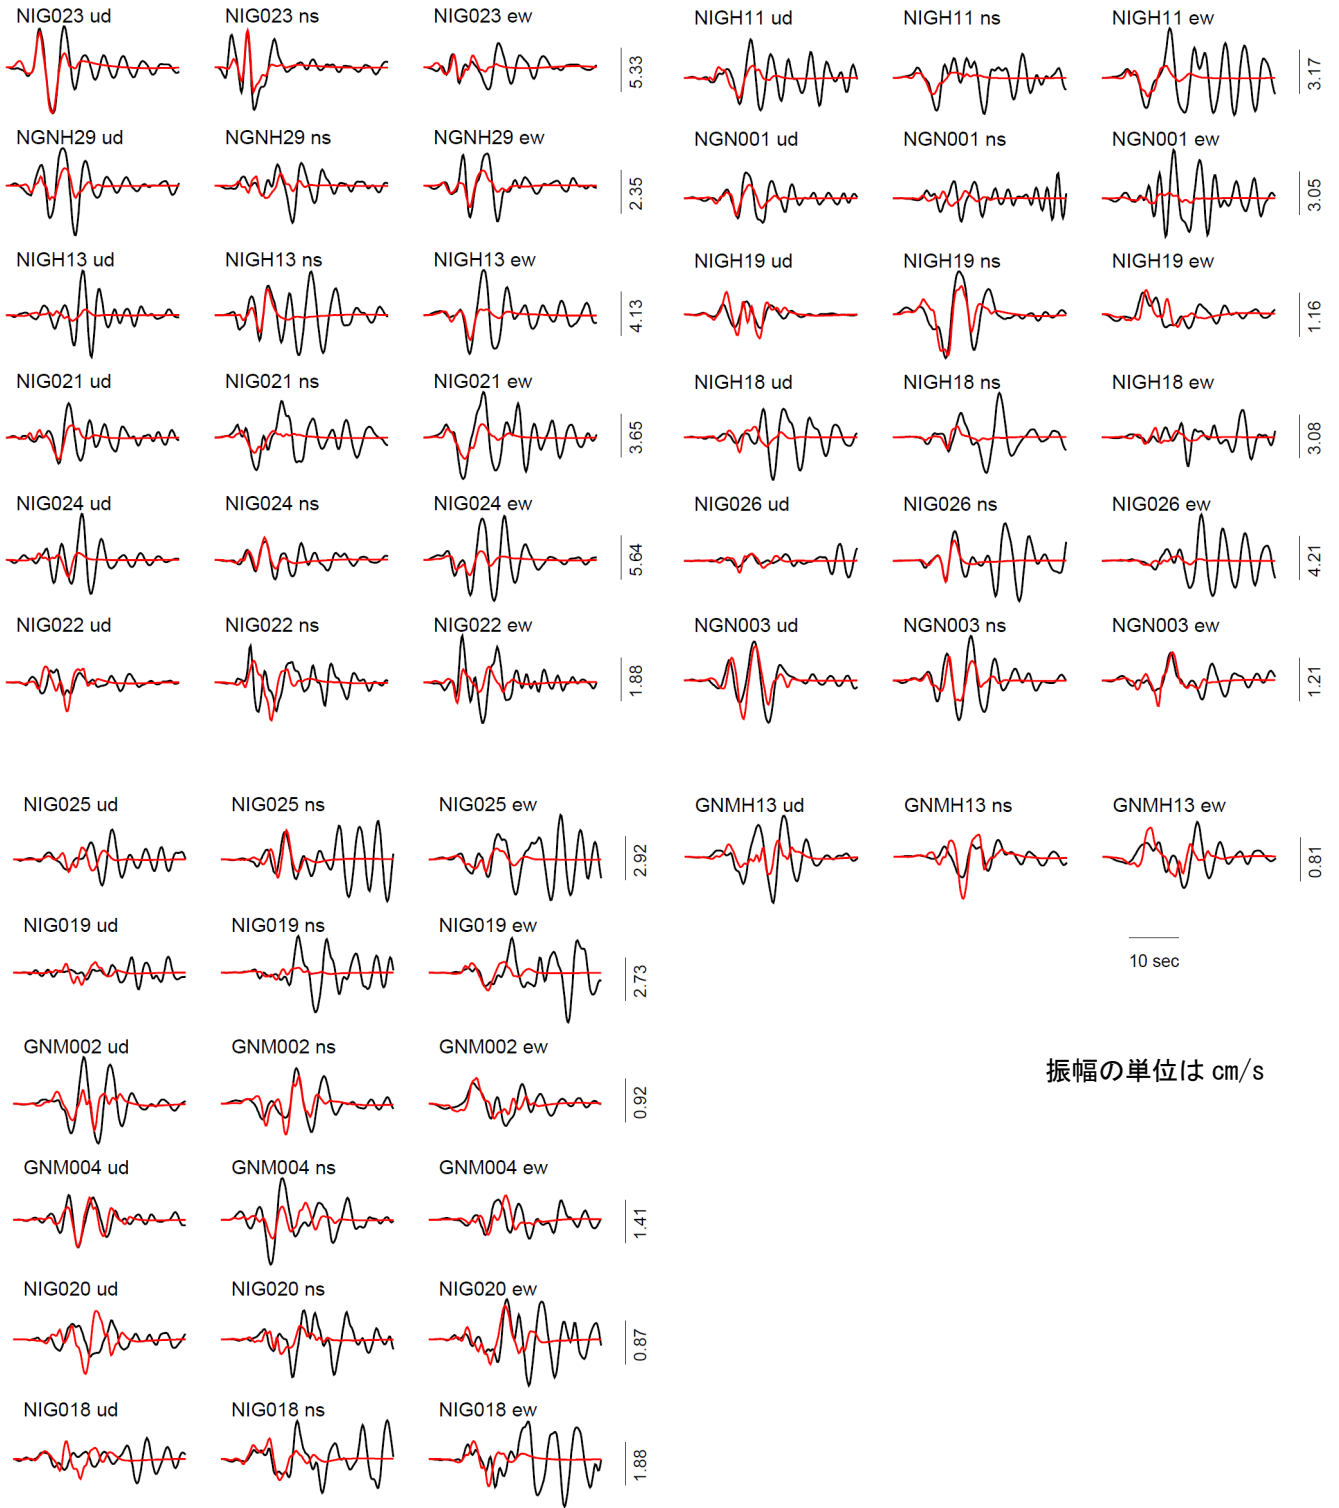 NIG023 ud NIG023 ns NIG023 ew 5.33
NGNH29 ud NGNH29 ns NGNH29 ew 2.35
NIGH13 ud NIGH13 ns NIGH13 ew 4.13
NIG021 ud NIG021 ns NIG021 ew 3.65
NIG024 ud NIG024 ns NIG024 ew 5.64
NIG022 ud NIG022 ns NIG022 ew 1.88
NIG025 ud NIG025 ns NIG025 ew 2.92
NIG019 ud NIG019 ns NIG019 ew 2.73
GNM002 ud GNM002 ns GNM002 ew 0.92
GNM004 ud GNM004 ns GNM004 ew 1.41
NIG020 ud NIG020 ns NIG020 ew 0.87
NIG018 ud NIG018 ns NIG018 ew 1.88
NIGH11 ud NIGH11 ns NIGH11 ew 3.17
NGN001 ud NGN001 ns NGN001 ew 3.05
NIGH19 ud NIGH19 ns NIGH19 ew 1.16
NIGH18 ud NIGH18 ns NIGH18 ew 3.08
NIG026 ud NIG026 ns NIG026 ew 4.21
NGN003 ud NGN003 ns NGN003 ew 1.21
GNMH13 ud GNMH13 ns GNMH13 ew 0.81
10 sec
振幅の単位は cm/s